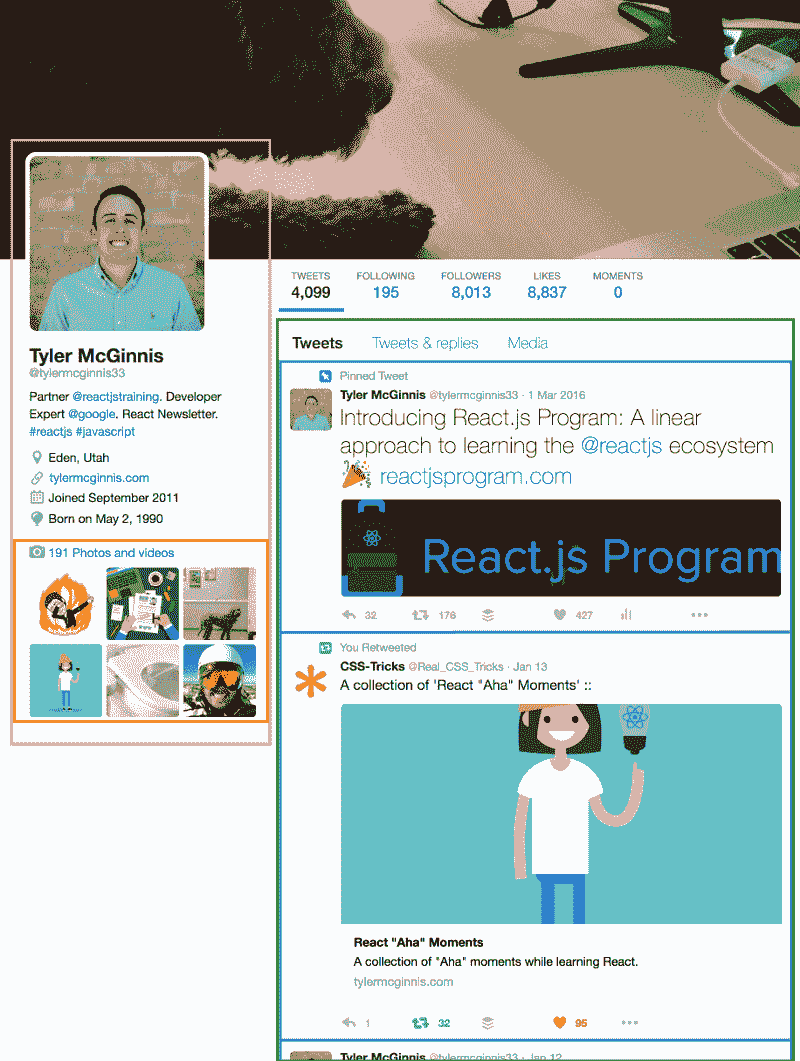 TWEETS
4,099
FOLLOWING
195
FOLLOWERS
8,013
LIKES
8,837
MOMENTS
0
Tyler McGinnis
@tylermcginnis33
Partner @reactjstraining. Developer
Expert @google. React Newsletter.
#reactjs #javascript
Eden, Utah
tylermcginnis.com
Joined September 2011
Born on May 2, 1990
191 Photos and videos
Tweets Tweets & replies Media
Pinned Tweet
Tyler McGinnis @tylermcginnis33 · 1 Mar 2016
Introducing React.js Program: A linear
approach to learning the @reactjs ecosystem
🎉 reactjsprogram.com
React.js Program
32 176 427
You Retweeted
CSS-Tricks @Real_CSS_Tricks · Jan 13
A collection of 'React "Aha" Moments' ::
React "Aha" Moments
A collection of "Aha" moments while learning React.
tylermcginnis.com
1 32 95
Tyler McGinnis @tylermcginnis33 · Jan 12